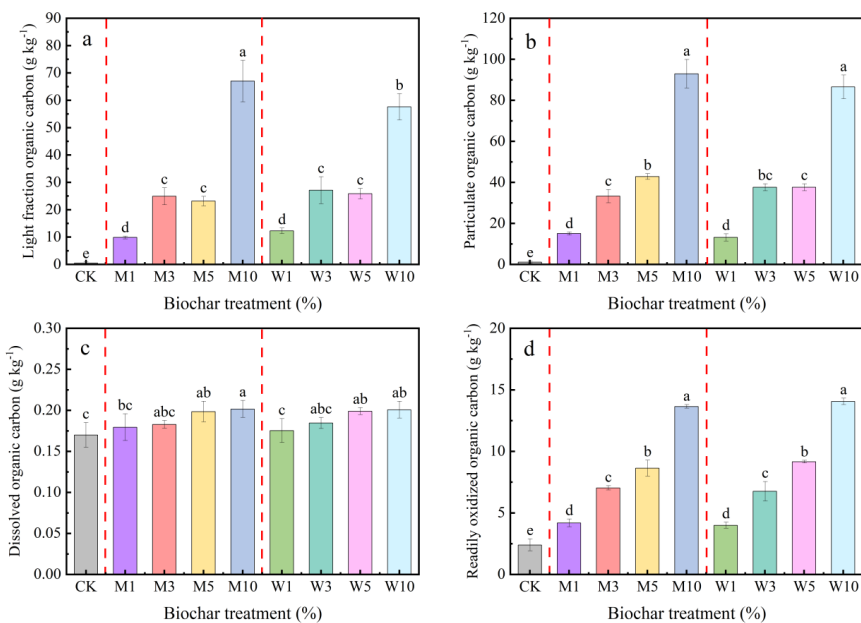 a
Light fraction organic carbon (g kg⁻¹)
90
80
70
60
50
40
30
20
10
0
e
d
c
c
a
d
c
c
b
CK M1 M3 M5 M10 W1 W3 W5 W10
Biochar treatment (%)
b
Particulate organic carbon (g kg⁻¹)
120
100
80
60
40
20
0
e
d
c
b
a
d
bc
c
a
CK M1 M3 M5 M10 W1 W3 W5 W10
Biochar treatment (%)
c
Dissolved organic carbon (g kg⁻¹)
0.30
0.25
0.20
0.15
0.10
0.05
0.00
c
bc
abc
ab
a
c
abc
ab
ab
CK M1 M3 M5 M10 W1 W3 W5 W10
Biochar treatment (%)
d
Readily oxidized organic carbon (g kg⁻¹)
20
15
10
5
0
e
d
c
b
a
d
c
b
a
CK M1 M3 M5 M10 W1 W3 W5 W10
Biochar treatment (%)